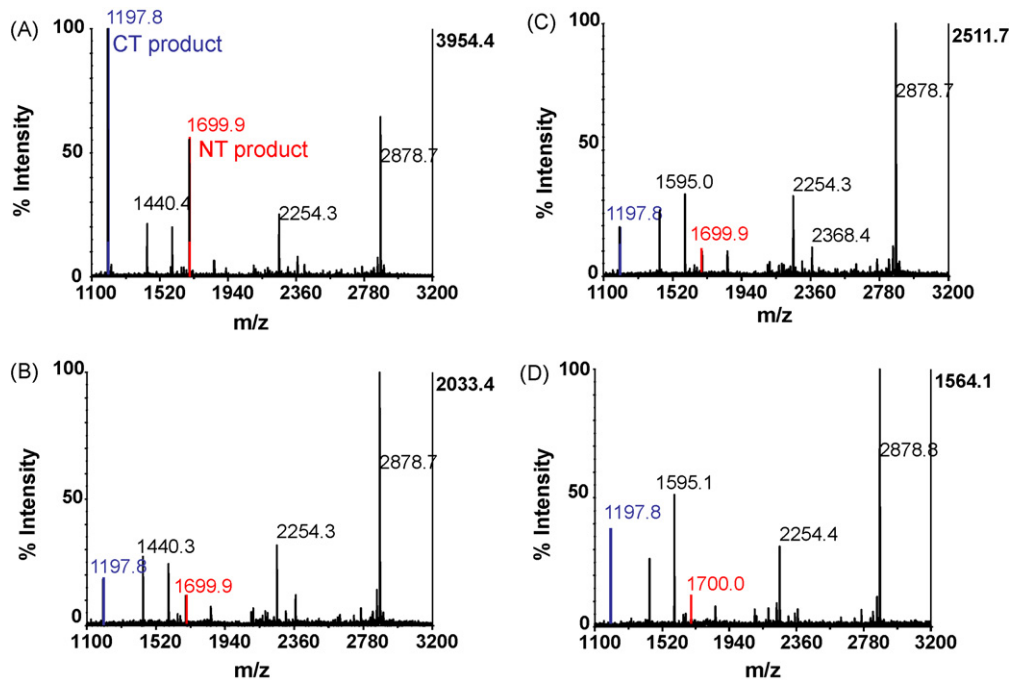 (A)
100
50
0
% Intensity
1197.8
CT product
1699.9
NT product
1440.4
2254.3
2878.7
3954.4
1100 1520 1940 2360 2780 3200
m/z
(C)
100
50
0
% Intensity
1197.8
1595.0
1699.9
2254.3
2368.4
2878.7
2511.7
1100 1520 1940 2360 2780 3200
m/z
(B)
100
50
0
% Intensity
1197.8
1440.3
1699.9
2254.3
2878.7
2033.4
1100 1520 1940 2360 2780 3200
m/z
(D)
100
50
0
% Intensity
1197.8
1595.1
1700.0
2254.4
2878.8
1564.1
1100 1520 1940 2360 2780 3200
m/z